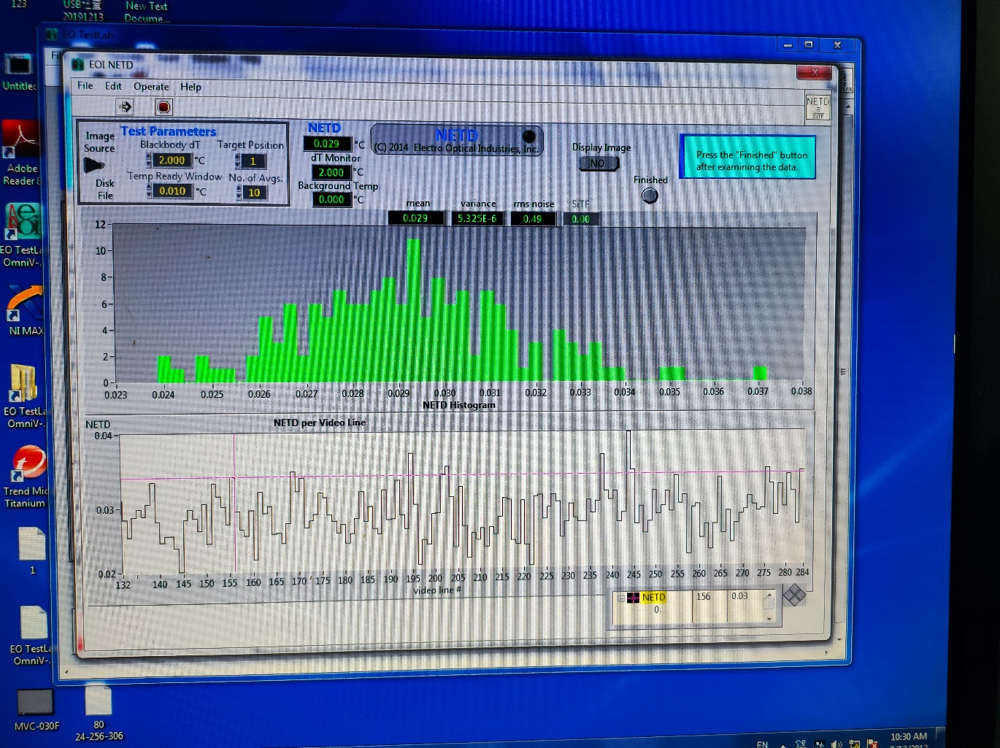 123
USB位置
20191213
New Text
Docume...
EO TestLab
Untitled
Adobe
Reader 8
EO TestLa
OmniV-.
NI MAX
EO TestLa
OmniV-..
Trend Mic
Titanium
1
EO TestLa
OmniV-..
MVC-030F
80
24-256-306
EOI NETD
File Edit Operate Help
NETD
SiTF
Test Parameters
Image
Source
Disk
File
Blackbody dT
2.000 °C
Target Position
1
Temp Ready Window
0.010 °C
No. of Avgs.
10
NETD
0.029 °C
dT Monitor
2.000 °C
Background Temp
0.000 °C
NETD
(C) 2014 Electro Optical Industries, Inc.
Display Image
NO
Finished
Press the "Finished" button
after examining the data.
mean variance rms noise SiTF
0.029 5.325E-6 0.49 0.00
12
10
8
6
4
2
0
0.023 0.024 0.025 0.026 0.027 0.028 0.029 0.030 0.031 0.032 0.033 0.034 0.035 0.036 0.037 0.038
NETD Histogram
NETD
NETD per Video Line
0.04
0.03
0.02
132 140 145 150 155 160 165 170 175 180 185 190 195 200 205 210 215 220 225 230 235 240 245 250 255 260 265 270 275 280 284
video line #
NETD 156 0.03
0.
EN
10:30 AM